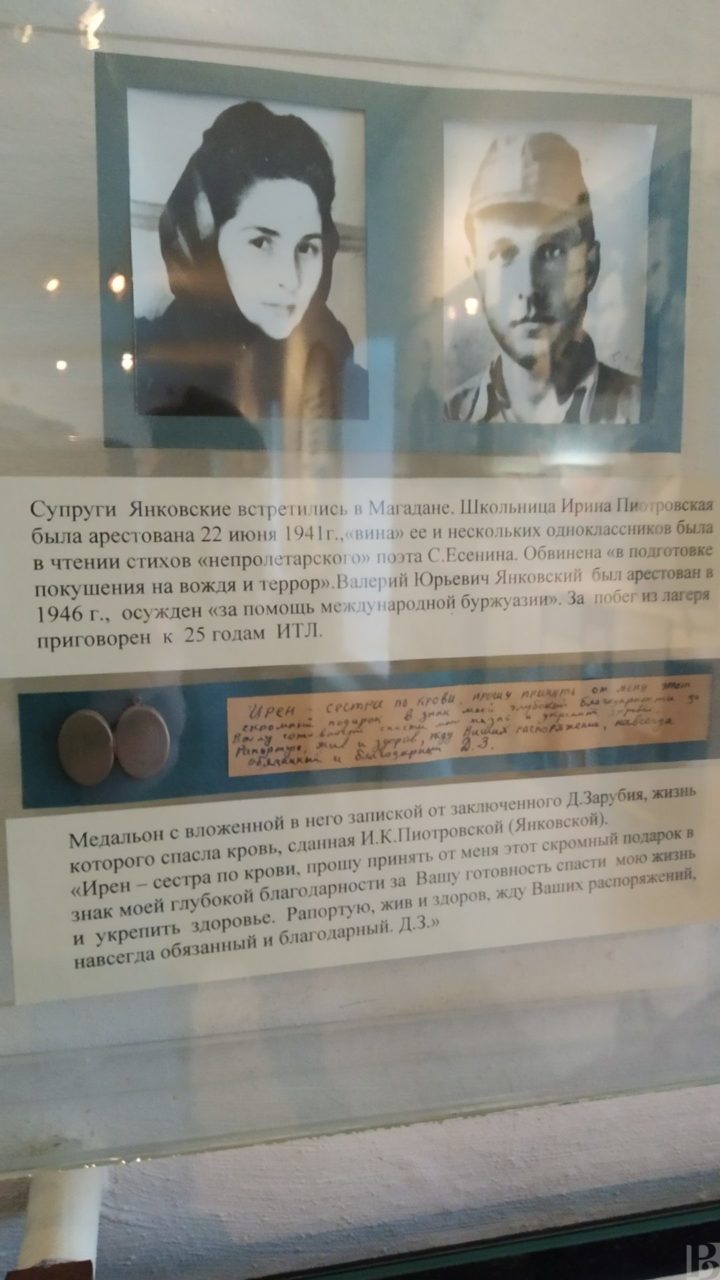 Супруги Янковские встретились в Магадане. Школьница Ирина Пиотровская
была арестована 22 июня 1941г.,«вина» ее и нескольких одноклассников была
в чтении стихов «непролетарского» поэта С.Есенина. Обвинена «в подготовке
покушения на вождя и террор».Валерий Юрьевич Янковский был арестован в
1946 г., осужден «за помощь международной буржуазии». За побег из лагеря
приговорен к 25 годам ИТЛ.
Ирен - сестра по крови, прошу принять от меня этот
скромный подарок в знак моей глубокой благодарности за
Вашу готовность спасти мою жизнь и укрепить
Рапортую, жив и здоров, жду Ваших распоряжений, навсегда
обязанный и благодарный Д.З.
Медальон с вложенной в него запиской от заключенного Д.Зарубия, жизнь
которого спасла кровь, сданная И.К.Пиотровской (Янковской).
«Ирен – сестра по крови, прошу принять от меня этот скромный подарок в
знак моей глубокой благодарности за Вашу готовность спасти мою жизнь
и укрепить здоровье. Рапортую, жив и здоров, жду Ваших распоряжений,
навсегда обязанный и благодарный. Д.З.»